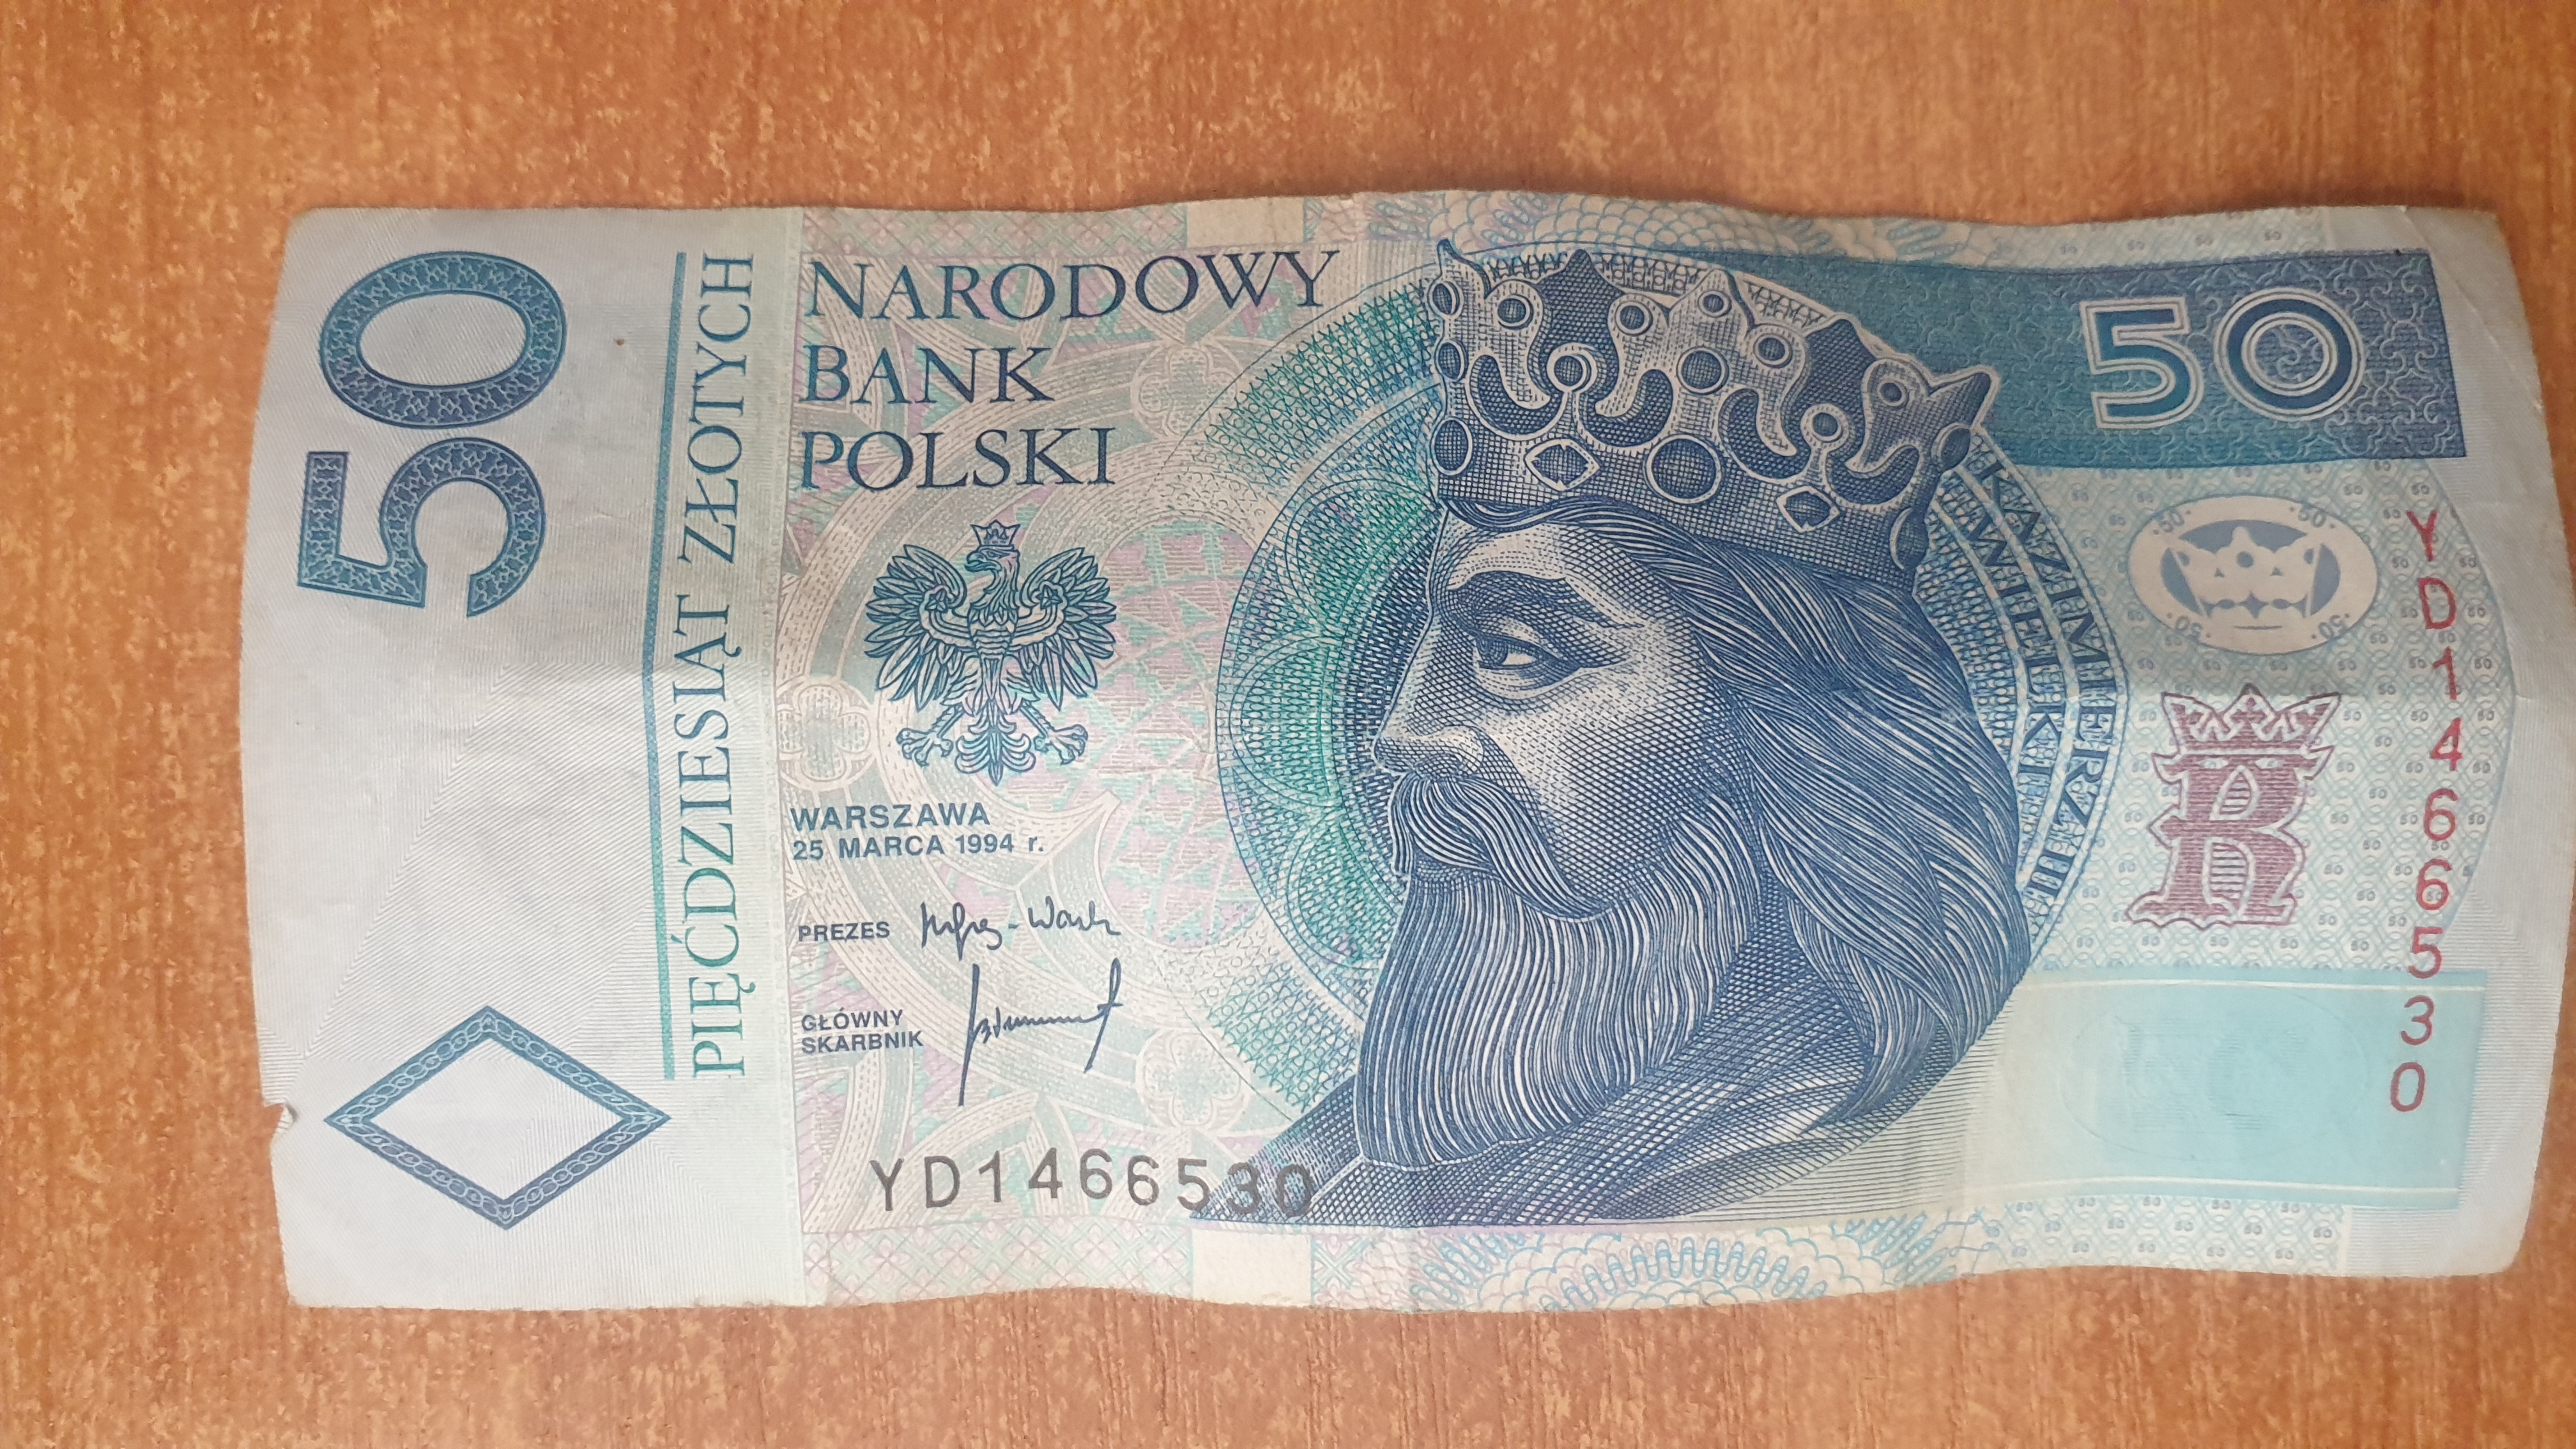 50
PIĘĆDZIESIĄT ZŁOTYCH
NARODOWY
BANK
POLSKI
WARSZAWA
25 MARCA 1994 r.
PREZES
GŁÓWNY
SKARBNIK
YD1466530
KAZIMIERZ III
WIELKI
50
YD1466530